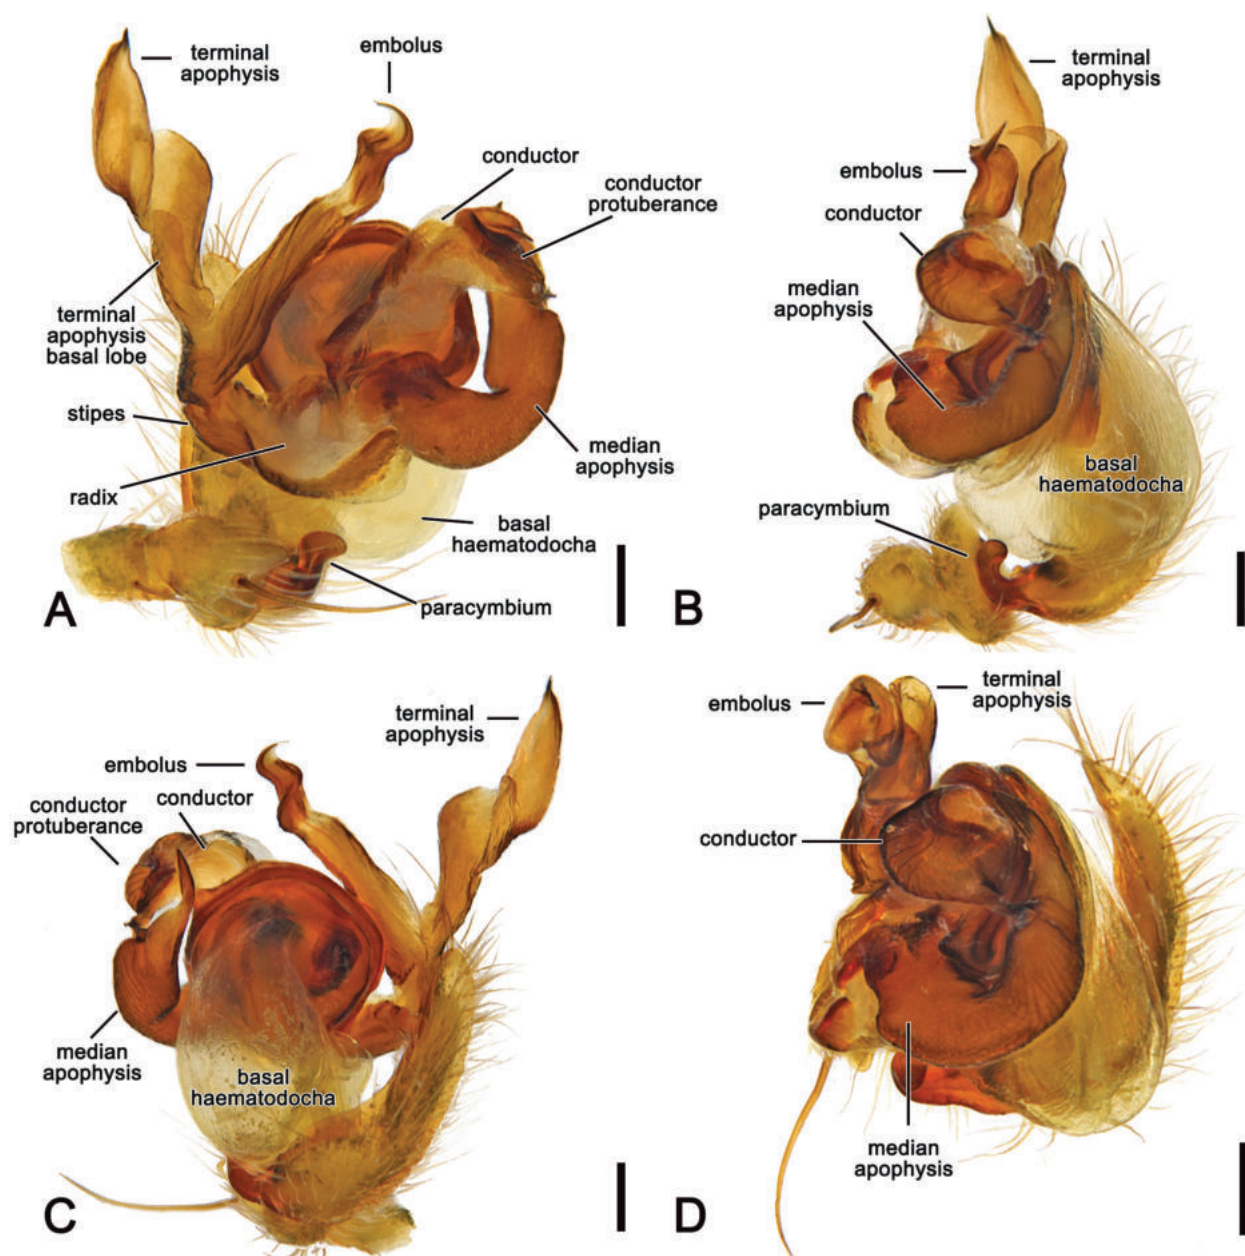 terminal
apophysis
embolus
conductor
conductor
protuberance
terminal
apophysis
basal lobe
stipes
radix
median
apophysis
basal
haematodocha
paracymbium
A
terminal
apophysis
embolus
conductor
median
apophysis
basal
haematodocha
paracymbium
B
terminal
apophysis
embolus
conductor
conductor
protuberance
median
apophysis
basal
haematodocha
C
embolus
terminal
apophysis
conductor
median
apophysis
D